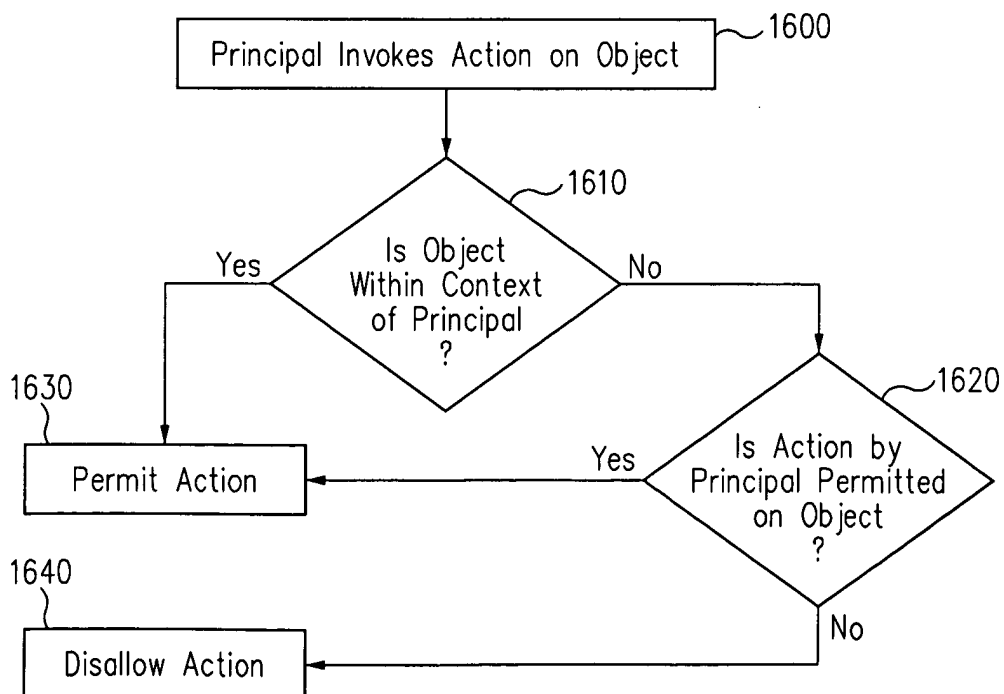 1600
Principal Invokes Action on Object
1610
Is Object
Within Context
of Principal
?
Yes
No
1620
Is Action by
Principal Permitted
on Object
?
Yes
No
1630
Permit Action
1640
Disallow Action